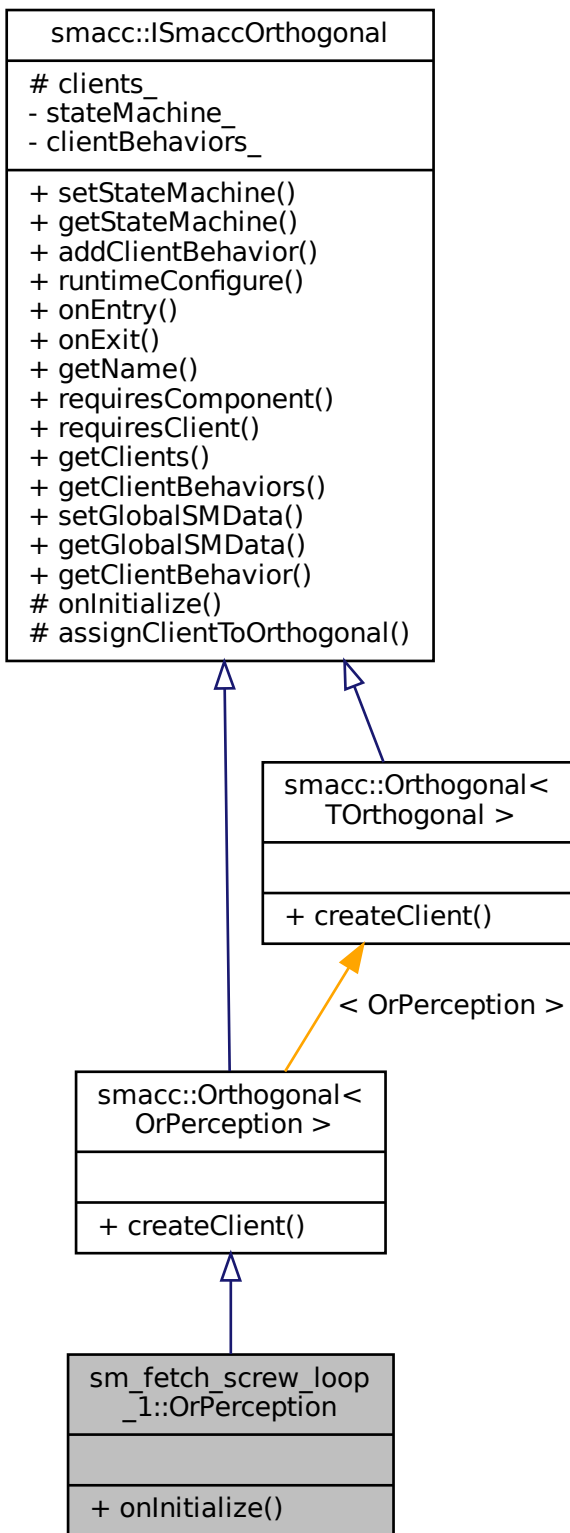 smacc::ISmaccOrthogonal
# clients_
- stateMachine_
- clientBehaviors_
+ setStateMachine()
+ getStateMachine()
+ addClientBehavior()
+ runtimeConfigure()
+ onEntry()
+ onExit()
+ getName()
+ requiresComponent()
+ requiresClient()
+ getClients()
+ getClientBehaviors()
+ setGlobalSMData()
+ getGlobalSMData()
+ getClientBehavior()
# onInitialize()
# assignClientToOrthogonal()
smacc::Orthogonal<
TOrthogonal >
+ createClient()
< OrPerception >
smacc::Orthogonal<
OrPerception >
+ createClient()
sm_fetch_screw_loop
_1::OrPerception
+ onInitialize()